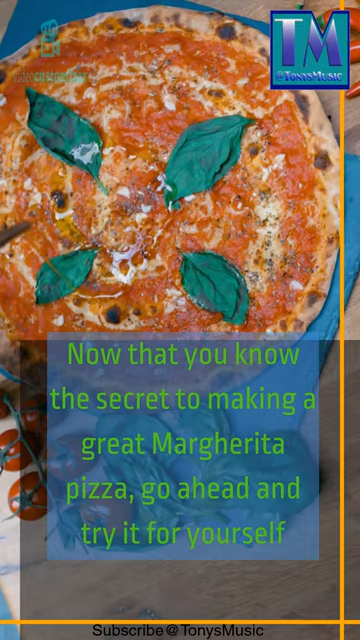 TM
@TonysMusic
Now that you know
the secret to making a
great Margherita
pizza, go ahead and
try it for yourself
Subscribe@TonysMusic